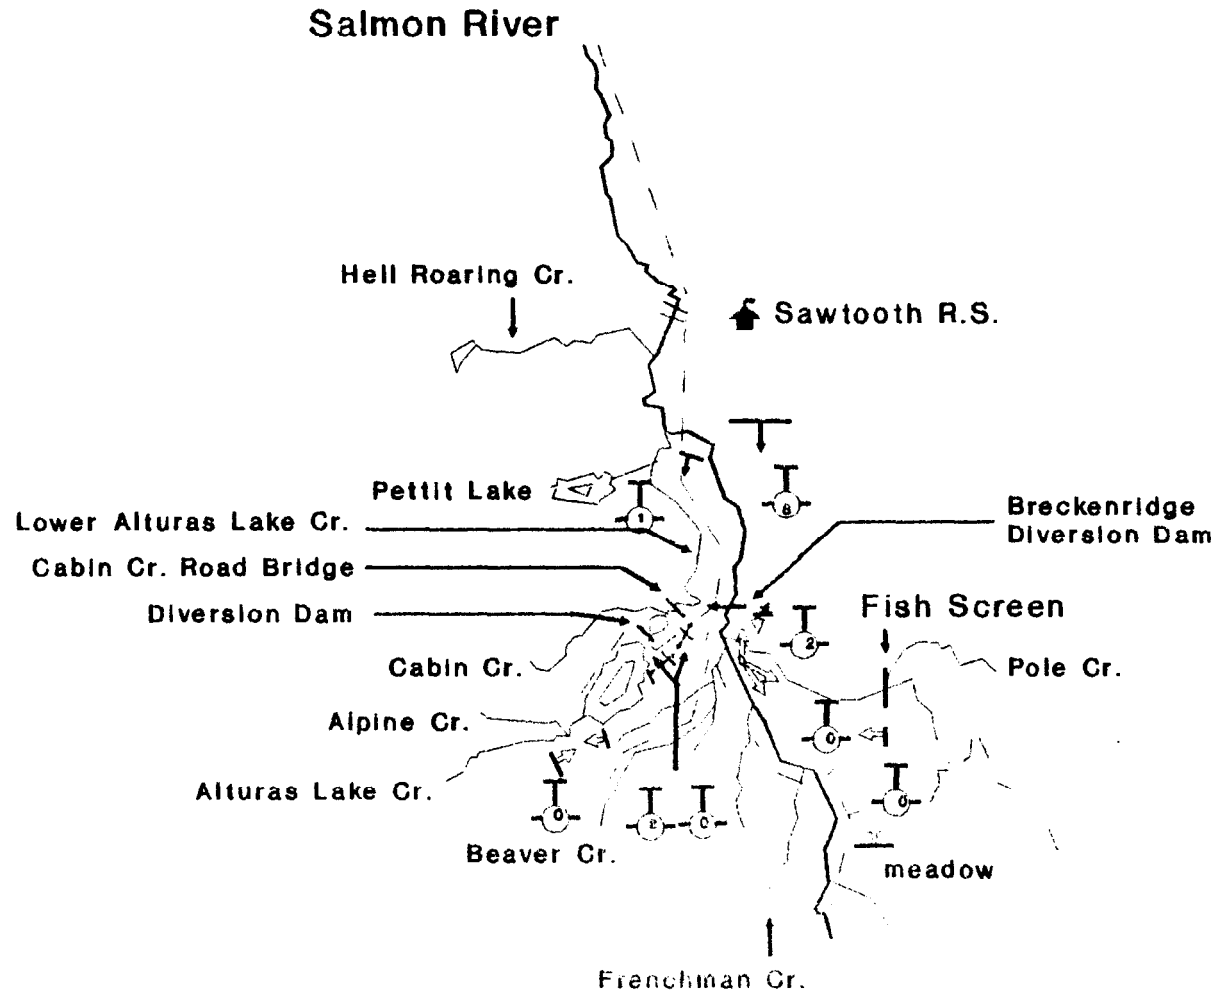 Salmon River
Hell Roaring Cr.
Sawtooth R.S.
Pettit Lake
8
1
Breckenridge
Diversion Dam
Lower Alturas Lake Cr.
Cabin Cr. Road Bridge
Diversion Dam
Fish Screen
2
Cabin Cr.
Pole Cr.
Alpine Cr.
0
Alturas Lake Cr.
0
0
2
0
Beaver Cr.
meadow
Frenchman Cr.